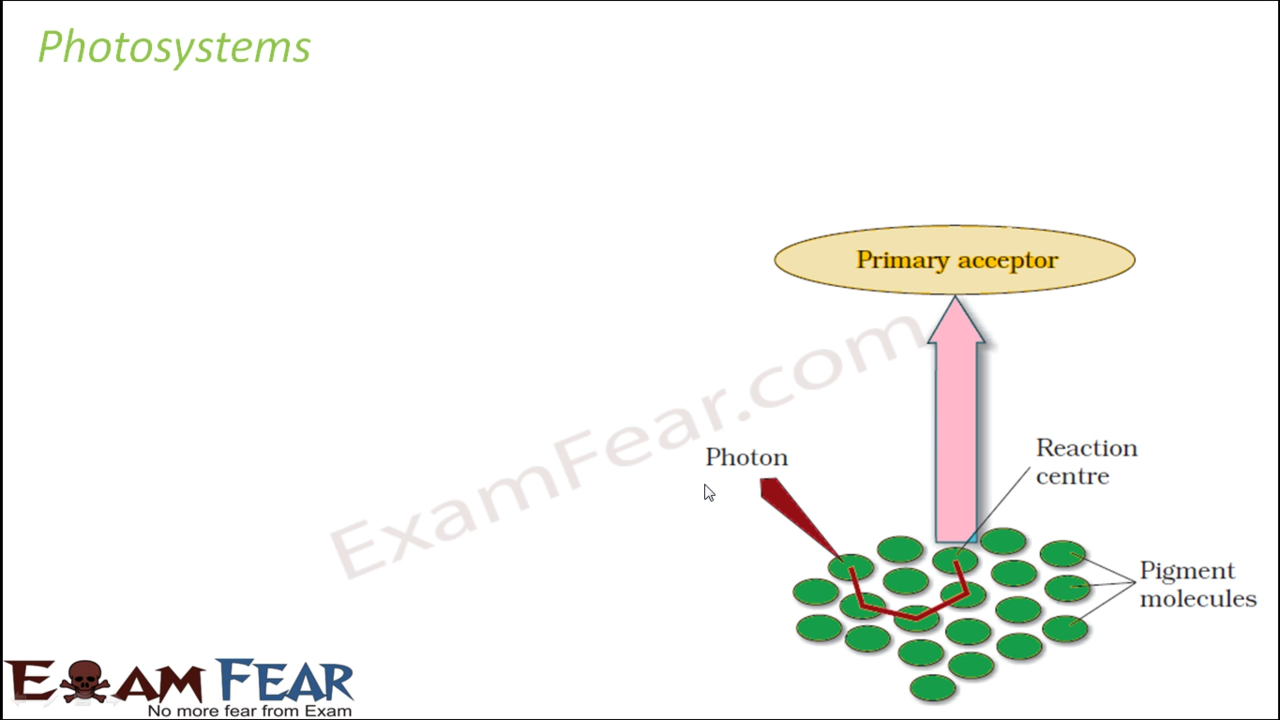 Photosystems
Primary acceptor
ExamFear.com
Photon
Reaction
centre
Pigment
molecules
EXAM FEAR
No more fear from Exam